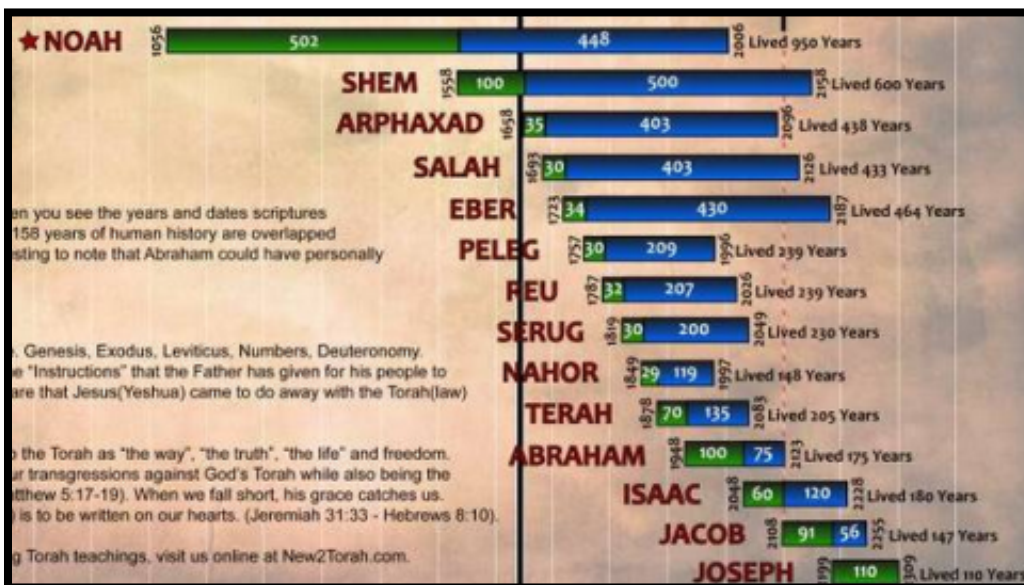 ★NOAH 1056 502 448 2006 Lived 950 Years
SHEM 1558 100 500 2158 Lived 600 Years
ARPHAXAD 1658 35 403 2096 Lived 438 Years
SALAH 1693 30 403 2126 Lived 433 Years
EBER 1723 34 430 2187 Lived 464 Years
en you see the years and dates scriptures
158 years of human history are overlapped
PELEG 1757 30 209 1996 Lived 239 Years
esting to note that Abraham could have personally
REU 1787 32 207 2026 Lived 239 Years
SERUG 1819 30 200 2049 Lived 230 Years
. Genesis, Exodus, Leviticus, Numbers, Deuteronomy.
e "Instructions" that the Father has given for his people to
NAHOR 1849 29 119 1997 Lived 148 Years
are that Jesus(Yeshua) came to do away with the Torah(law)
TERAH 1878 70 135 2083 Lived 205 Years
o the Torah as "the way", "the truth", "the life" and freedom.
ABRAHAM 1948 100 75 2123 Lived 175 Years
ur transgressions against God's Torah while also being the
tthew 5:17-19). When we fall short, his grace catches us.
ISAAC 2048 60 120 2228 Lived 180 Years
) is to be written on our hearts. (Jeremiah 31:33 - Hebrews 8:10).
JACOB 2108 91 56 2255 Lived 147 Years
g Torah teachings, visit us online at New2Torah.com.
JOSEPH 199 110 309 Lived 110 Years